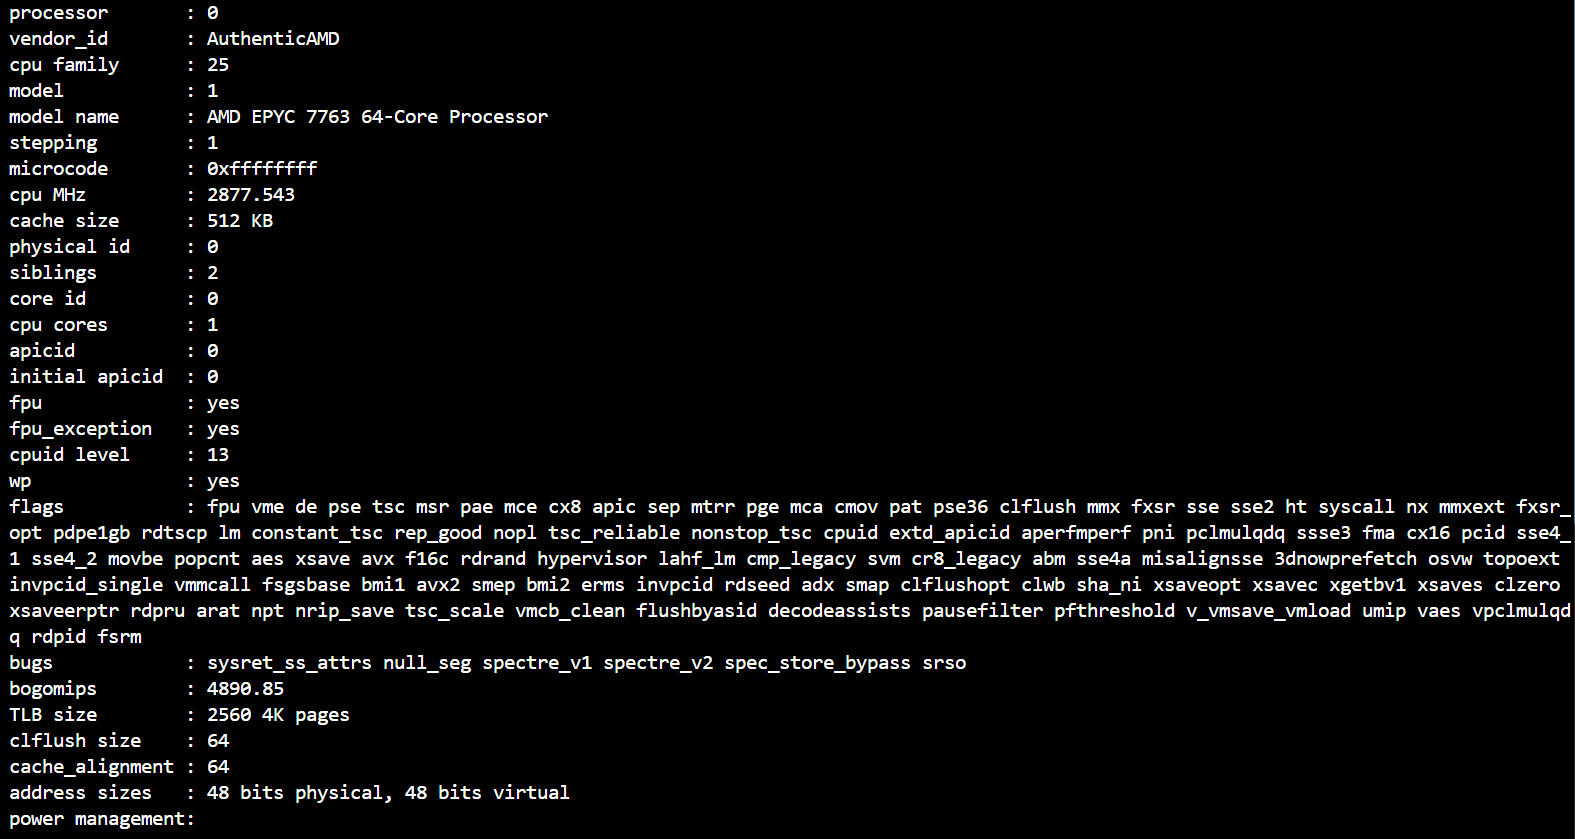 processor       : 0
vendor_id       : AuthenticAMD
cpu family      : 25
model           : 1
model name      : AMD EPYC 7763 64-Core Processor
stepping        : 1
microcode       : 0xffffffff
cpu MHz         : 2877.543
cache size      : 512 KB
physical id     : 0
siblings        : 2
core id         : 0
cpu cores       : 1
apicid          : 0
initial apicid  : 0
fpu             : yes
fpu_exception   : yes
cpuid level     : 13
wp              : yes
flags           : fpu vme de pse tsc msr pae mce cx8 apic sep mtrr pge mca cmov pat pse36 clflush mmx fxsr sse sse2 ht syscall nx mmxext fxsr_
opt pdpe1gb rdtscp lm constant_tsc rep_good nopl tsc_reliable nonstop_tsc cpuid extd_apicid aperfmperf pni pclmulqdq ssse3 fma cx16 pcid sse4_
1 sse4_2 movbe popcnt aes xsave avx f16c rdrand hypervisor lahf_lm cmp_legacy svm cr8_legacy abm sse4a misalignsse 3dnowprefetch osvw topoext
invpcid_single vmmcall fsgsbase bmi1 avx2 smep bmi2 erms invpcid rdseed adx smap clflushopt clwb sha_ni xsaveopt xsavec xgetbv1 xsaves clzero
xsaveerptr rdpru arat npt nrip_save tsc_scale vmcb_clean flushbyasid decodeassists pausefilter pfthreshold v_vmsave_vmload umip vaes vpclmulqd
q rdpid fsrm
bugs            : sysret_ss_attrs null_seg spectre_v1 spectre_v2 spec_store_bypass srso
bogomips        : 4890.85
TLB size        : 2560 4K pages
clflush size    : 64
cache_alignment : 64
address sizes   : 48 bits physical, 48 bits virtual
power management: